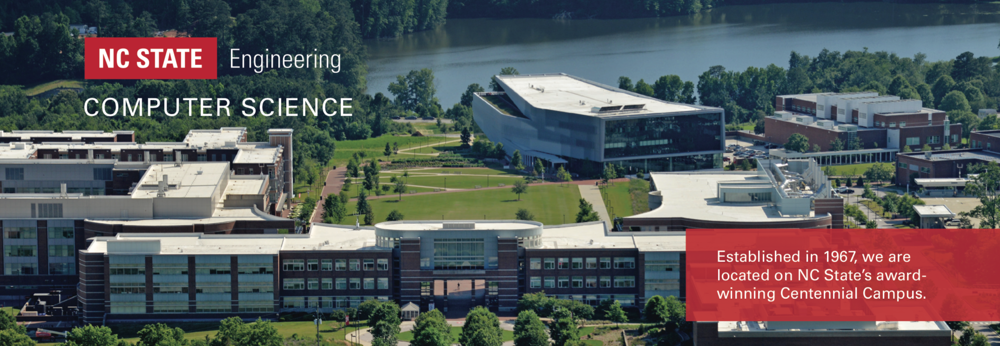 NC STATE Engineering
COMPUTER SCIENCE
Established in 1967, we are
located on NC State's award-
winning Centennial Campus.